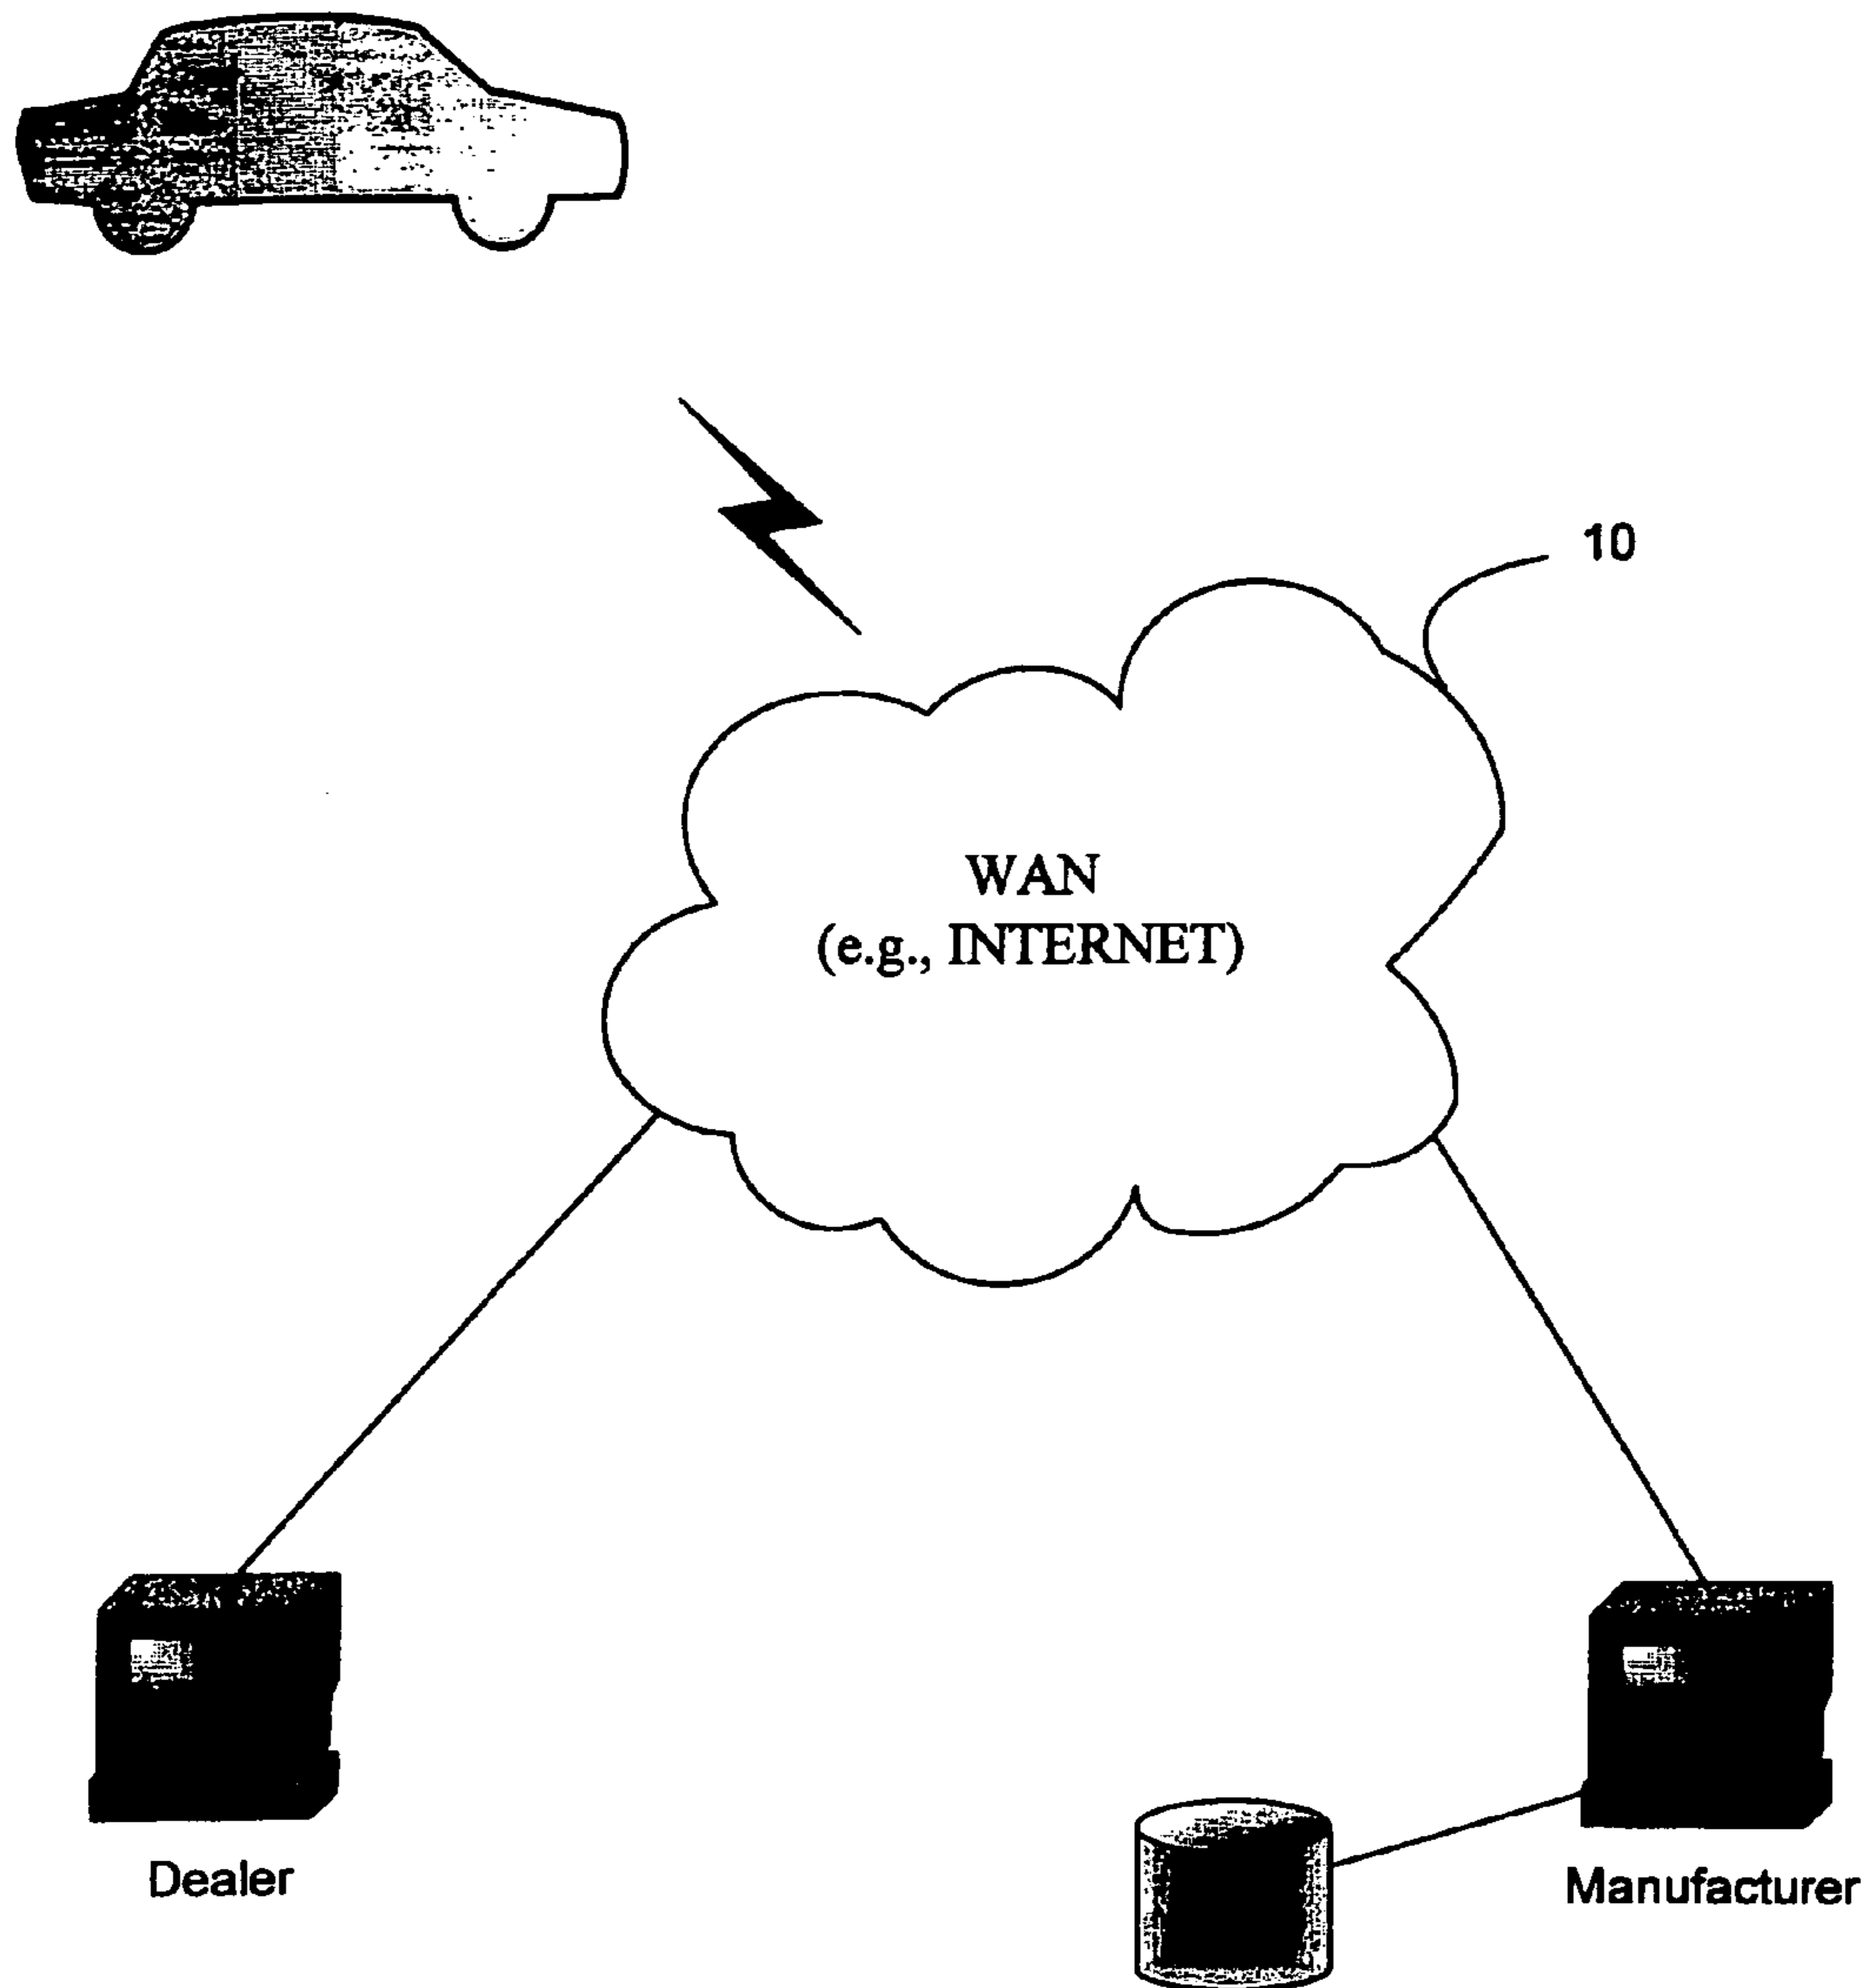 10
WAN
(e.g., INTERNET)
Dealer
Manufacturer